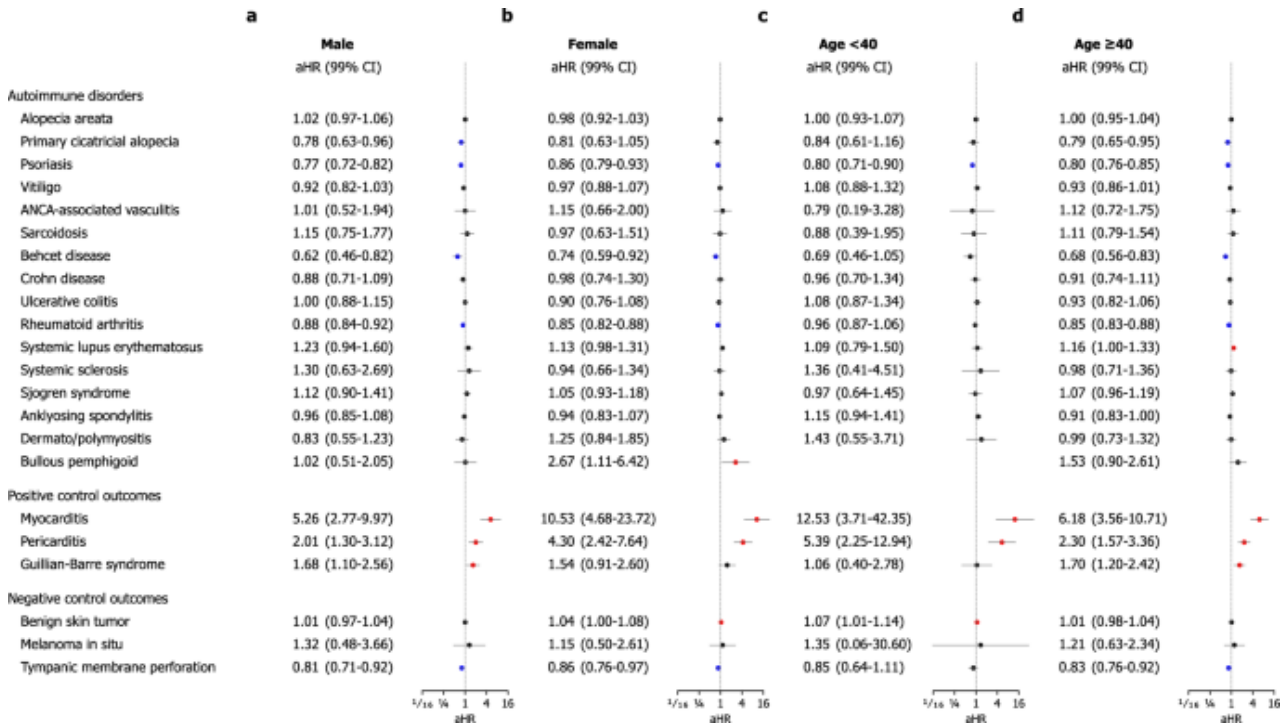 a b c d
Male Female Age <40 Age ≥40
aHR (99% CI) aHR (99% CI) aHR (99% CI) aHR (99% CI)
Autoimmune disorders
Alopecia areata 1.02 (0.97-1.06) 0.98 (0.92-1.03) 1.00 (0.93-1.07) 1.00 (0.95-1.04)
Primary cicatricial alopecia 0.78 (0.63-0.96) 0.81 (0.63-1.05) 0.84 (0.61-1.16) 0.79 (0.65-0.95)
Psoriasis 0.77 (0.72-0.82) 0.86 (0.79-0.93) 0.80 (0.71-0.90) 0.80 (0.76-0.85)
Vitiligo 0.92 (0.82-1.03) 0.97 (0.88-1.07) 1.08 (0.88-1.32) 0.93 (0.86-1.01)
ANCA-associated vasculitis 1.01 (0.52-1.94) 1.15 (0.66-2.00) 0.79 (0.19-3.28) 1.12 (0.72-1.75)
Sarcoidosis 1.15 (0.75-1.77) 0.97 (0.63-1.51) 0.88 (0.39-1.95) 1.11 (0.79-1.54)
Behcet disease 0.62 (0.46-0.82) 0.74 (0.59-0.92) 0.69 (0.46-1.05) 0.68 (0.56-0.83)
Crohn disease 0.88 (0.71-1.09) 0.98 (0.74-1.30) 0.96 (0.70-1.34) 0.91 (0.74-1.11)
Ulcerative colitis 1.00 (0.88-1.15) 0.90 (0.76-1.08) 1.08 (0.87-1.34) 0.93 (0.82-1.06)
Rheumatoid arthritis 0.88 (0.84-0.92) 0.85 (0.82-0.88) 0.96 (0.87-1.06) 0.85 (0.83-0.88)
Systemic lupus erythematosus 1.23 (0.94-1.60) 1.13 (0.98-1.31) 1.09 (0.79-1.50) 1.16 (1.00-1.33)
Systemic sclerosis 1.30 (0.63-2.69) 0.94 (0.66-1.34) 1.36 (0.41-4.51) 0.98 (0.71-1.36)
Sjogren syndrome 1.12 (0.90-1.41) 1.05 (0.93-1.18) 0.97 (0.64-1.45) 1.07 (0.96-1.19)
Anklyosing spondylitis 0.96 (0.85-1.08) 0.94 (0.83-1.07) 1.15 (0.94-1.41) 0.91 (0.83-1.00)
Dermato/polymyositis 0.83 (0.55-1.23) 1.25 (0.84-1.85) 1.43 (0.55-3.71) 0.99 (0.73-1.32)
Bullous pemphigoid 1.02 (0.51-2.05) 2.67 (1.11-6.42) 1.53 (0.90-2.61)
Positive control outcomes
Myocarditis 5.26 (2.77-9.97) 10.53 (4.68-23.72) 12.53 (3.71-42.35) 6.18 (3.56-10.71)
Pericarditis 2.01 (1.30-3.12) 4.30 (2.42-7.64) 5.39 (2.25-12.94) 2.30 (1.57-3.36)
Guillian-Barre syndrome 1.68 (1.10-2.56) 1.54 (0.91-2.60) 1.06 (0.40-2.78) 1.70 (1.20-2.42)
Negative control outcomes
Benign skin tumor 1.01 (0.97-1.04) 1.04 (1.00-1.08) 1.07 (1.01-1.14) 1.01 (0.98-1.04)
Melanoma in situ 1.32 (0.48-3.66) 1.15 (0.50-2.61) 1.35 (0.06-30.60) 1.21 (0.63-2.34)
Tympanic membrane perforation 0.81 (0.71-0.92) 0.86 (0.76-0.97) 0.85 (0.64-1.11) 0.83 (0.76-0.92)
1/16 ¼ 1 4 16 1/16 ¼ 1 4 16 1/16 ¼ 1 4 16 1/16 ¼ 1 4 16
aHR aHR aHR aHR